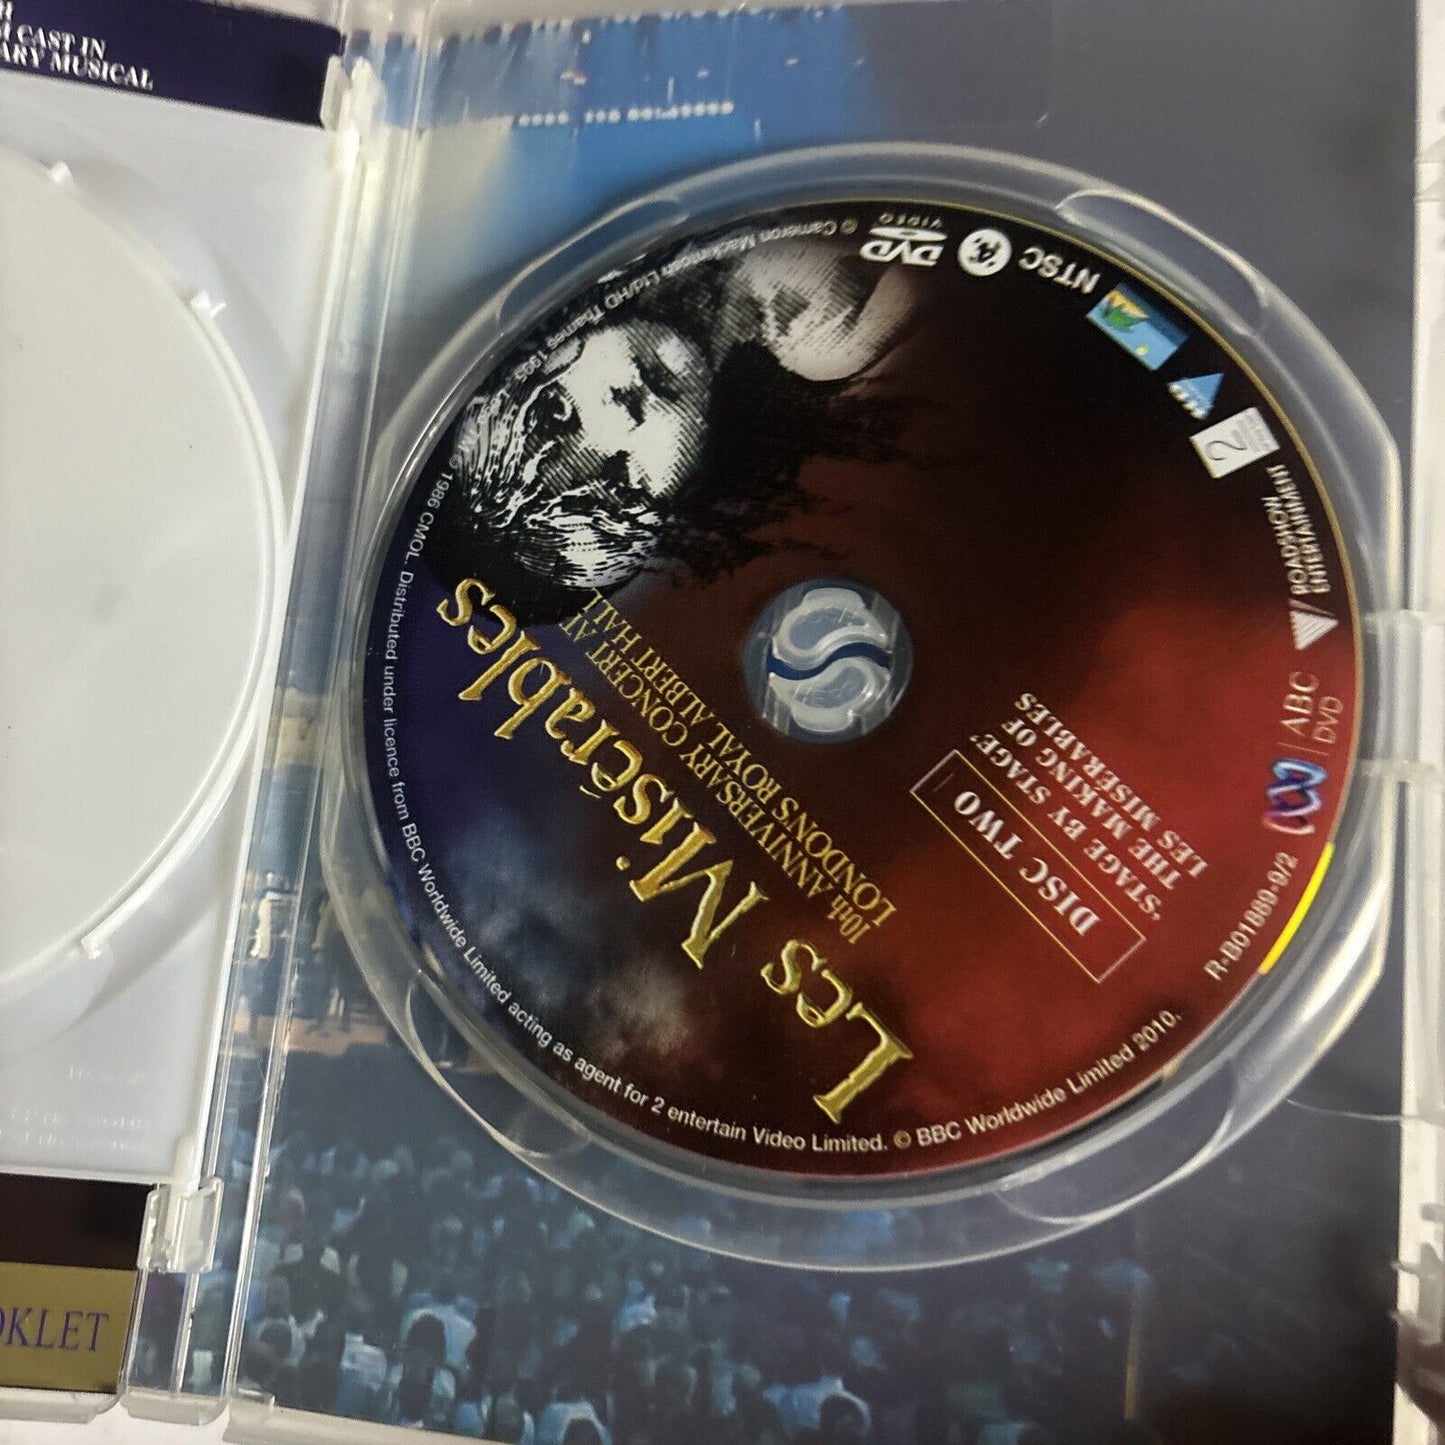 CAST IN
ARY MUSICAL
OKLET
Les Misérables
10th ANNIVERSARY CONCERT AT
LONDON'S ROYAL ALBERT HALL
DISC TWO
'STAGE BY STAGE'
THE MAKING OF
LES MISERABLES
DVD
VIDEO
NTSC
2
ROADSHOW
ENTERTAINMENT
ABC
DVD
R-B01889-9/2
© Cameron Mackintosh Ltd/HD Thames 1995
© 1986 CMOL. Distributed under licence from BBC Worldwide Limited acting as agent for 2 entertain Video Limited. © BBC Worldwide Limited 2010.